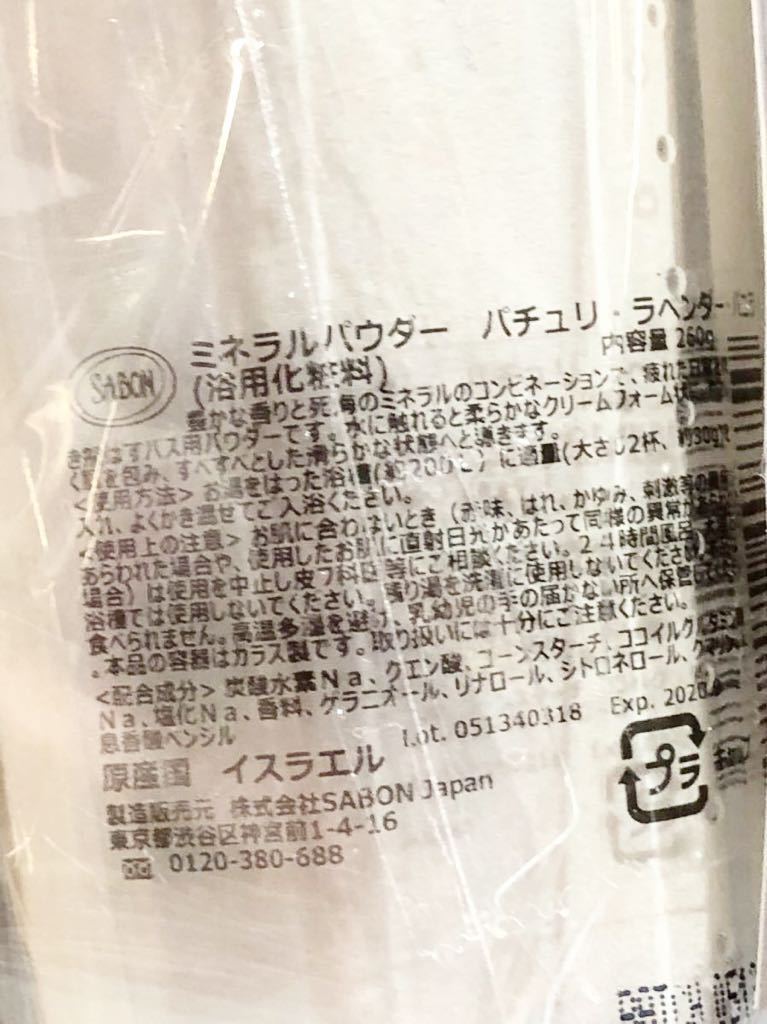 SABON
ミネラルパウダー パチュリ・ラベンダー
(浴用化粧料) 内容量 260g
豊かな香りと死海のミネラルのコンビネーションで、疲れた
き をパス用パウダーです。水に触れると柔らかなクリームフォーム状
く肌を包み、すべすべとした滑らかな状態へと導きます。
<使用方法> お湯をはった浴槽(約200L) に適量(大さじ2杯、約30g)
入れ、よくかき混ぜてご入浴ください。
<使用上の注意> お肌に合わないとき (赤味、はれ、かゆみ、刺激等の
あらわれた場合や、使用したお肌に直射日光があたって同様の異常が
場合) は使用を中止し皮フ科医 等にご相談ください。24時間風呂
浴槽では使用しないでください。残り湯を洗濯に使用しないでください。
食べられません。高温多湿を避け、乳幼児の手の届かない所へ保管
。本品の容器はガラス製です。取り扱いには十分にご注意ください。
<配合成分> 炭酸水素Na、クエン酸、コーンスターチ、ココイルグルタミン酸
Na、塩化Na、香料、ゲラニオール、リナロール、シトロネロール、クマリン、
息香酸ベンジル
Lot. 051340318 Exp. 2020.
原産国 イスラエル
プラ
製造販売元 株式会社SABON Japan
東京都渋谷区神宮前1-4-16
0120-380-688